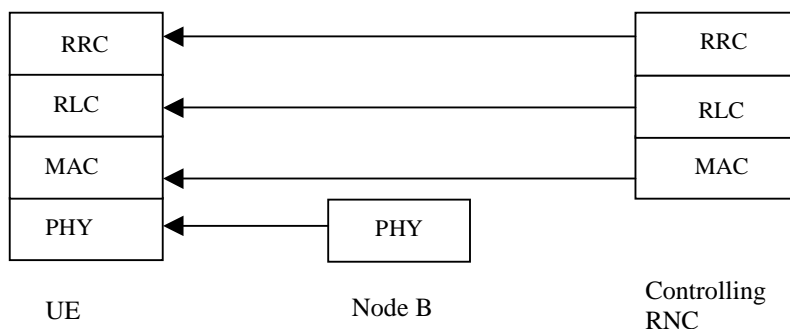 RRC
RRC
RLC
RLC
MAC
MAC
PHY
PHY
UE
Node B
Controlling
RNC